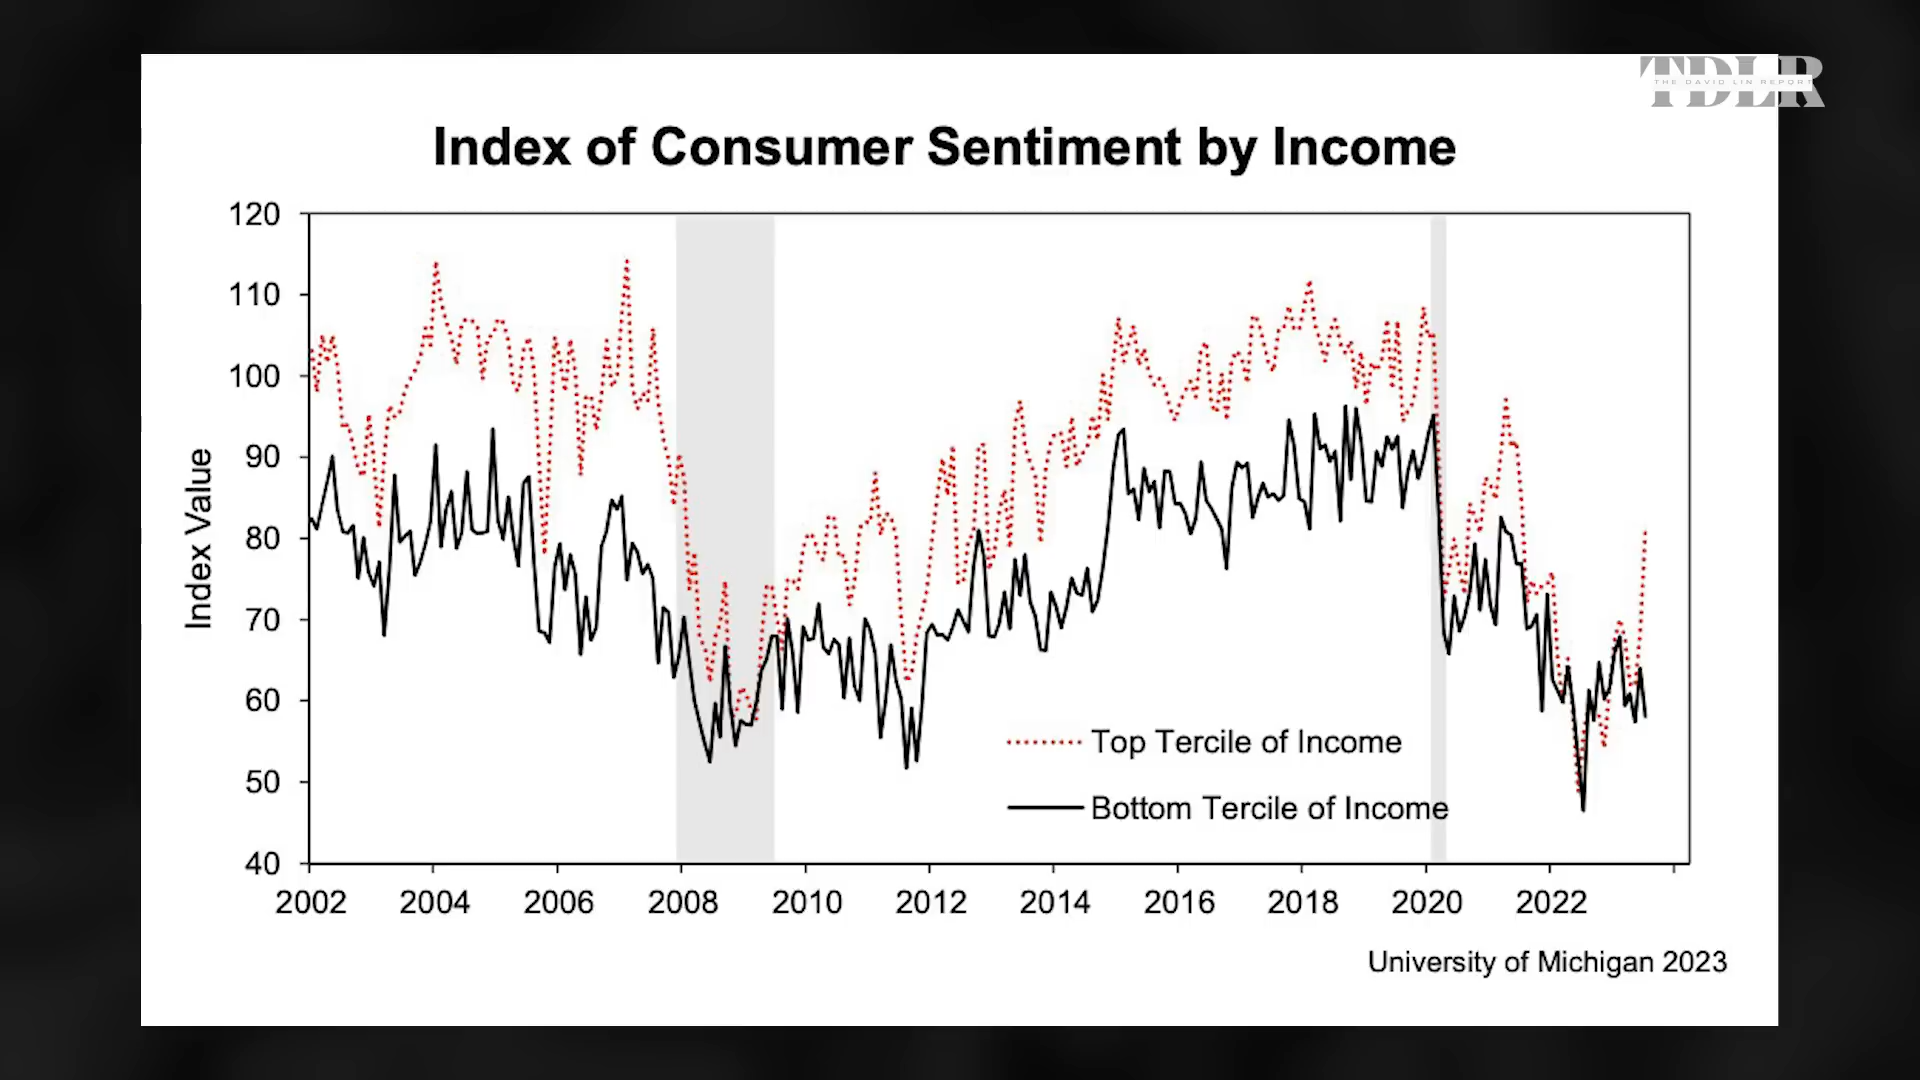 TDLR
THE DAVID LIN REPORT
Index of Consumer Sentiment by Income
120
110
100
90
80
70
60
50
40
Index Value
Top Tercile of Income
Bottom Tercile of Income
2002 2004 2006 2008 2010 2012 2014 2016 2018 2020 2022
University of Michigan 2023